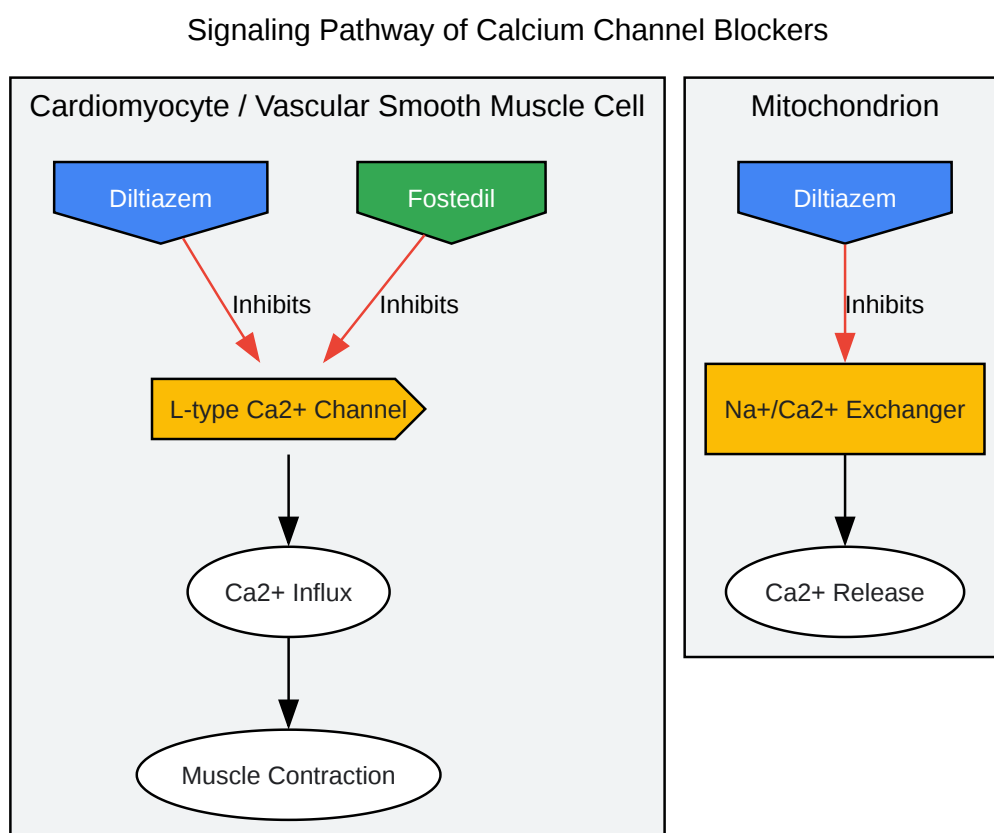 Signaling Pathway of Calcium Channel Blockers
Cardiomyocyte / Vascular Smooth Muscle Cell
Diltiazem
Fostedil
Inhibits
Inhibits
L-type Ca2+ Channel
Ca2+ Influx
Muscle Contraction
Mitochondrion
Diltiazem
Inhibits
Na+/Ca2+ Exchanger
Ca2+ Release